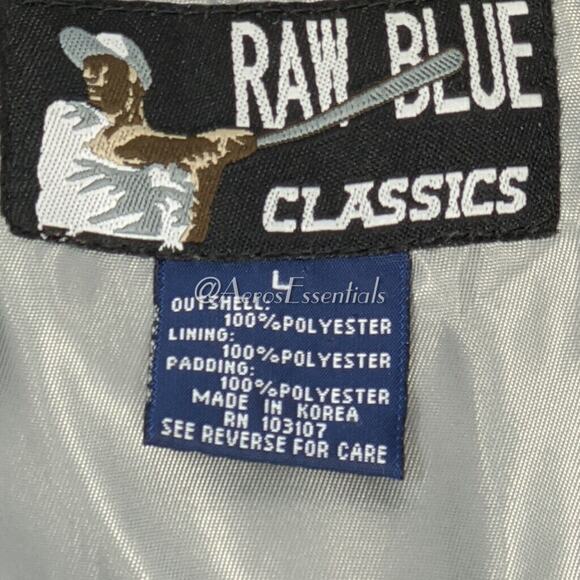 RAW BLUE
CLASSICS
L
@AerosEssentials
OUTSHELL:
100%POLYESTER
LINING:
100%POLYESTER
PADDING:
100%POLYESTER
MADE IN KOREA
RN 103107
SEE REVERSE FOR CARE